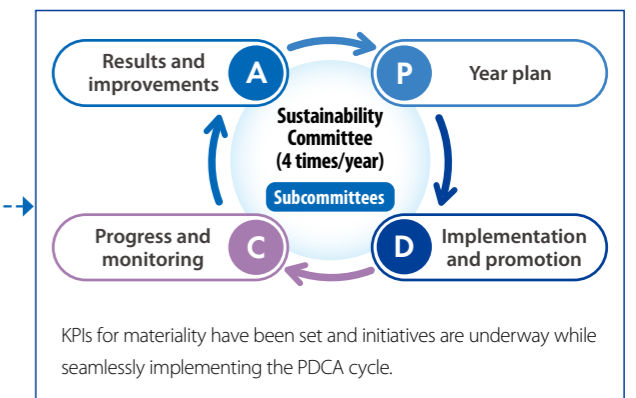 Results and
improvements
A
P
Year plan
Sustainability
Committee
(4 times/year)
Subcommittees
Progress and
monitoring
C
D
Implementation
and promotion
KPIs for materiality have been set and initiatives are underway while
seamlessly implementing the PDCA cycle.